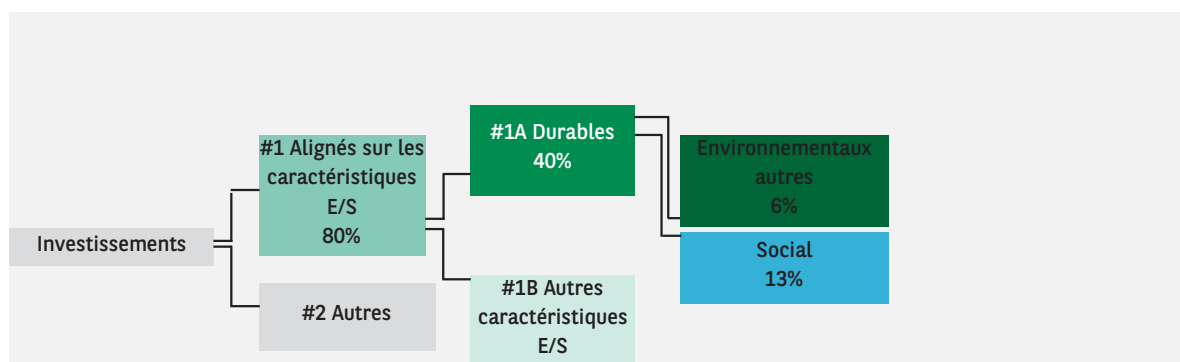 Investissements
#1 Alignés sur les
caractéristiques
E/S
80%
#2 Autres
#1A Durables
40%
#1B Autres
caractéristiques
E/S
Environnementaux
autres
6%
Social
13%